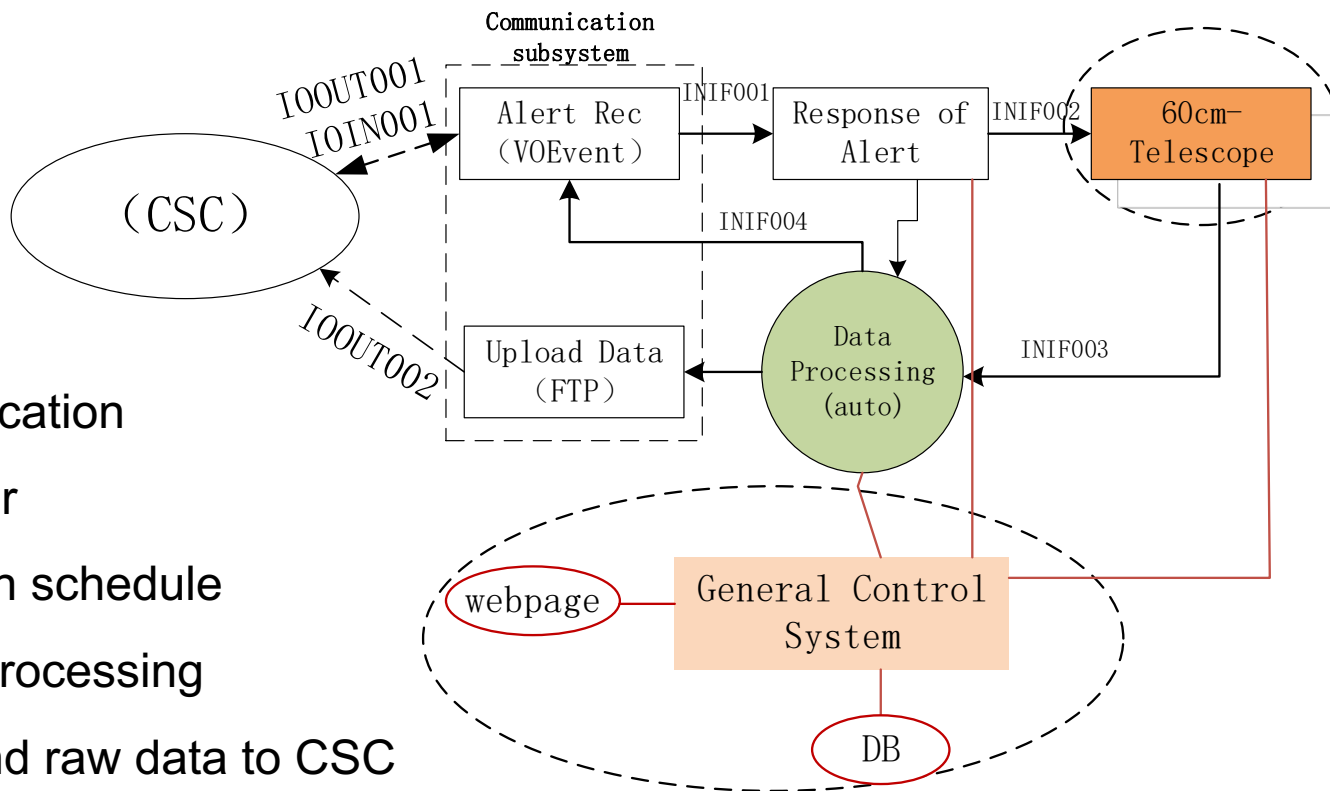 Communication
subsystem
IOOUT001
IOIN001
Alert Rec
（VOEvent）
INIF001
Response of
Alert
INIF002
60cm-
Telescope
（CSC）
INIF004
IOOUT002
Upload Data
（FTP）
Data
Processing
(auto)
INIF003
cation
r
n schedule
rocessing
nd raw data to CSC
webpage
General Control
System
DB